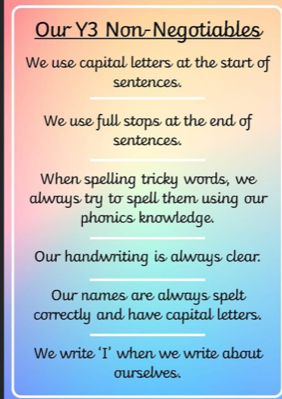 Our Y3 Non-Negotiables
We use capital letters at the start of
sentences.
We use full stops at the end of
sentences.
When spelling tricky words, we
always try to spell them using our
phonics knowledge.
Our handwriting is always clear.
Our names are always spelt
correctly and have capital letters.
We write ‘I’ when we write about
ourselves.